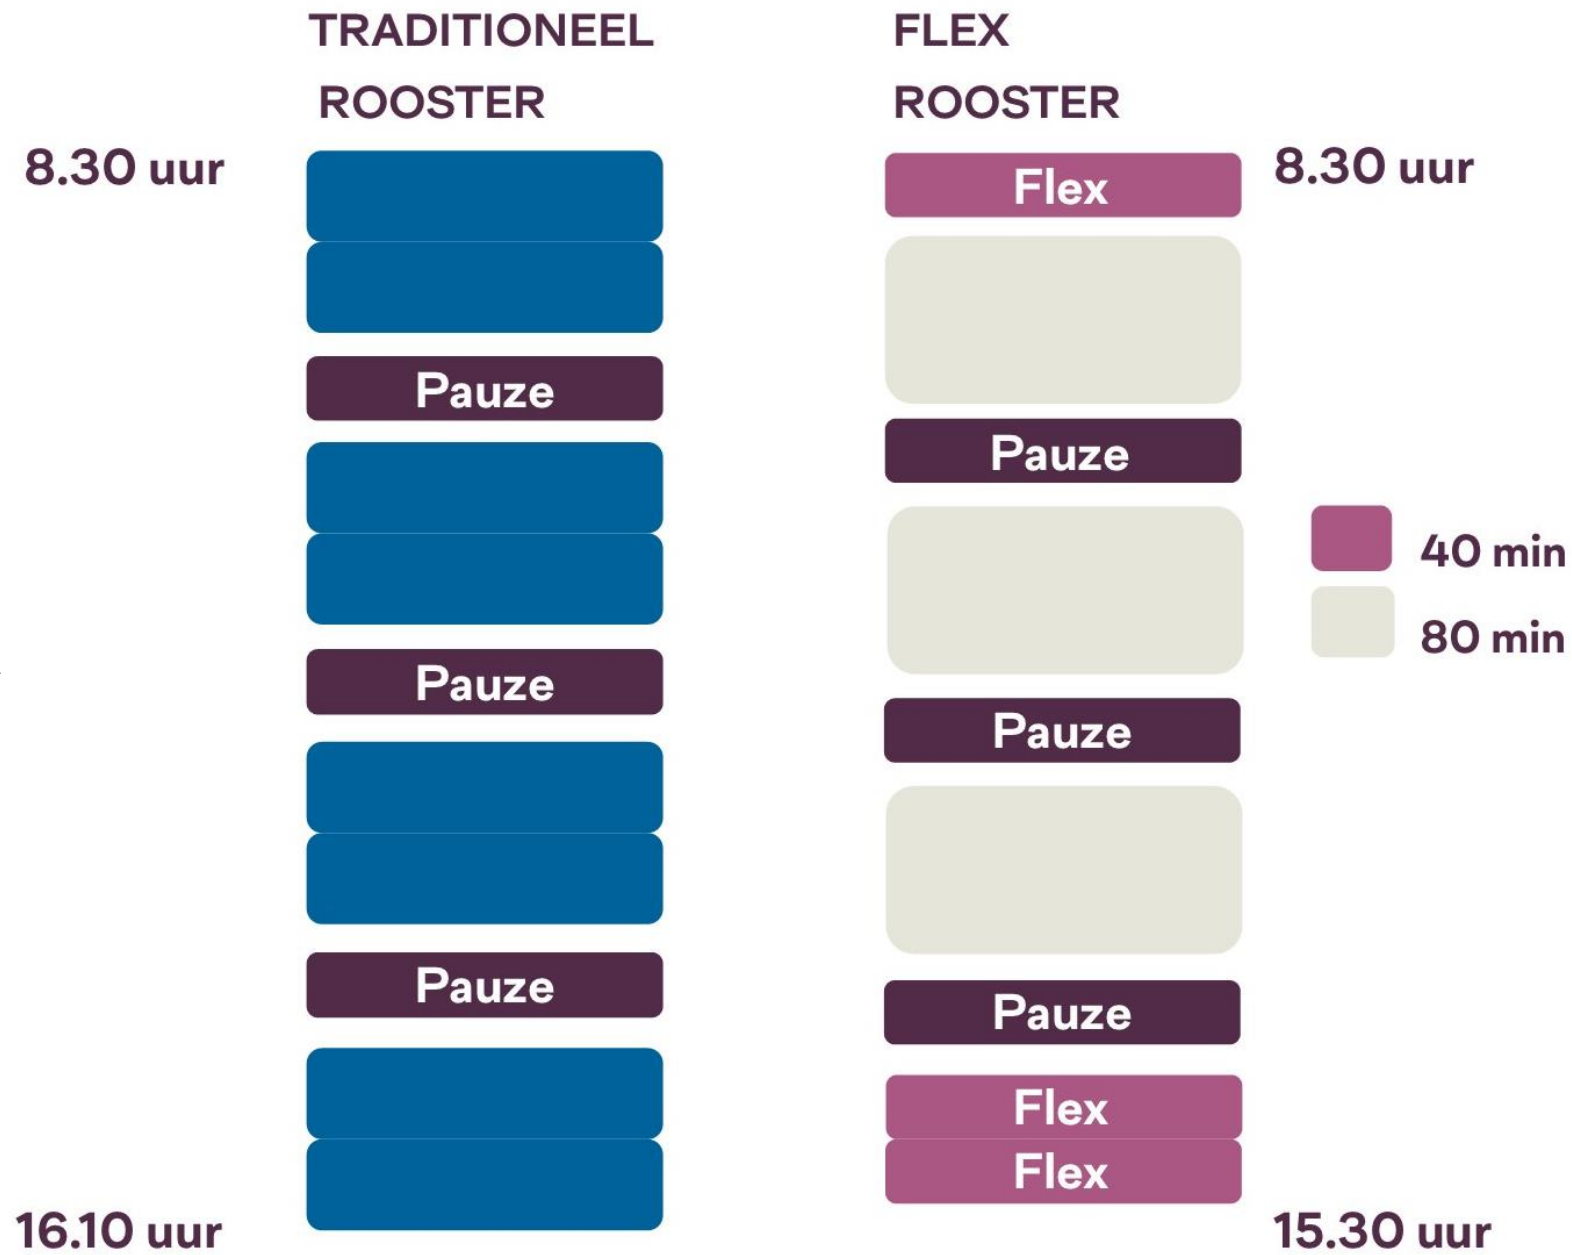 TRADITIONEEL
ROOSTER
8.30 uur
Pauze
Pauze
Pauze
16.10 uur
FLEX
ROOSTER
8.30 uur
Flex
Pauze
Pauze
Pauze
Flex
Flex
15.30 uur
40 min
80 min